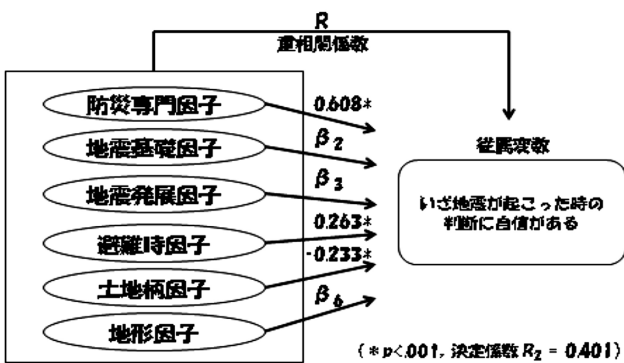 R
重相関係数
防災専門因子
地震基礎因子
地震発展因子
避難時因子
土地柄因子
地形因子
0.608*
β2
β3
0.263*
-0.233*
β6
従属変数
いざ地震が起こった時の
判断に自信がある
(*p<.001, 決定係数 R2 = 0.401)